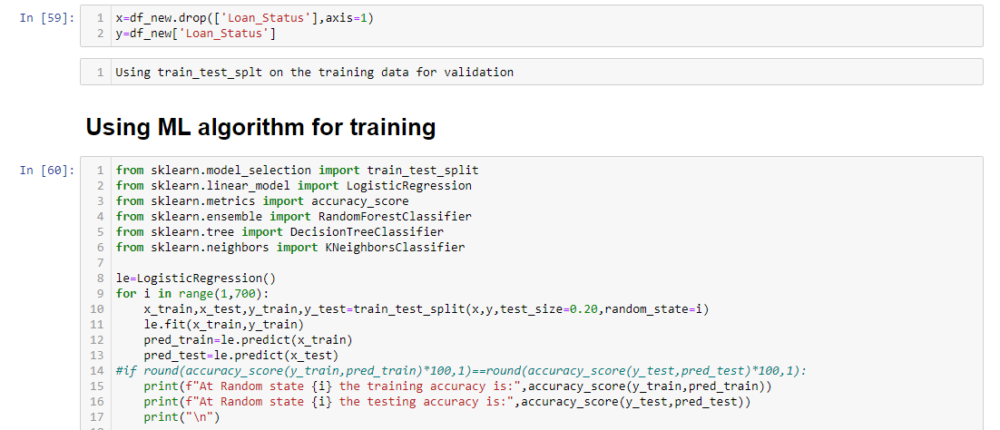 In [59]:
1 x=df_new.drop(['Loan_Status'],axis=1)
2 y=df_new['Loan_Status']
1 Using train_test_splt on the training data for validation
Using ML algorithm for training
In [60]:
1 from sklearn.model_selection import train_test_split
2 from sklearn.linear_model import LogisticRegression
3 from sklearn.metrics import accuracy_score
4 from sklearn.ensemble import RandomForestClassifier
5 from sklearn.tree import DecisionTreeClassifier
6 from sklearn.neighbors import KNeighborsClassifier
7
8 le=LogisticRegression()
9 for i in range(1,700):
10     x_train,x_test,y_train,y_test=train_test_split(x,y,test_size=0.20,random_state=i)
11     le.fit(x_train,y_train)
12     pred_train=le.predict(x_train)
13     pred_test=le.predict(x_test)
14 #if round(accuracy_score(y_train,pred_train)*100,1)==round(accuracy_score(y_test,pred_test)*100,1):
15     print(f"At Random state {i} the training accuracy is:",accuracy_score(y_train,pred_train))
16     print(f"At Random state {i} the testing accuracy is:",accuracy_score(y_test,pred_test))
17     print("\n")